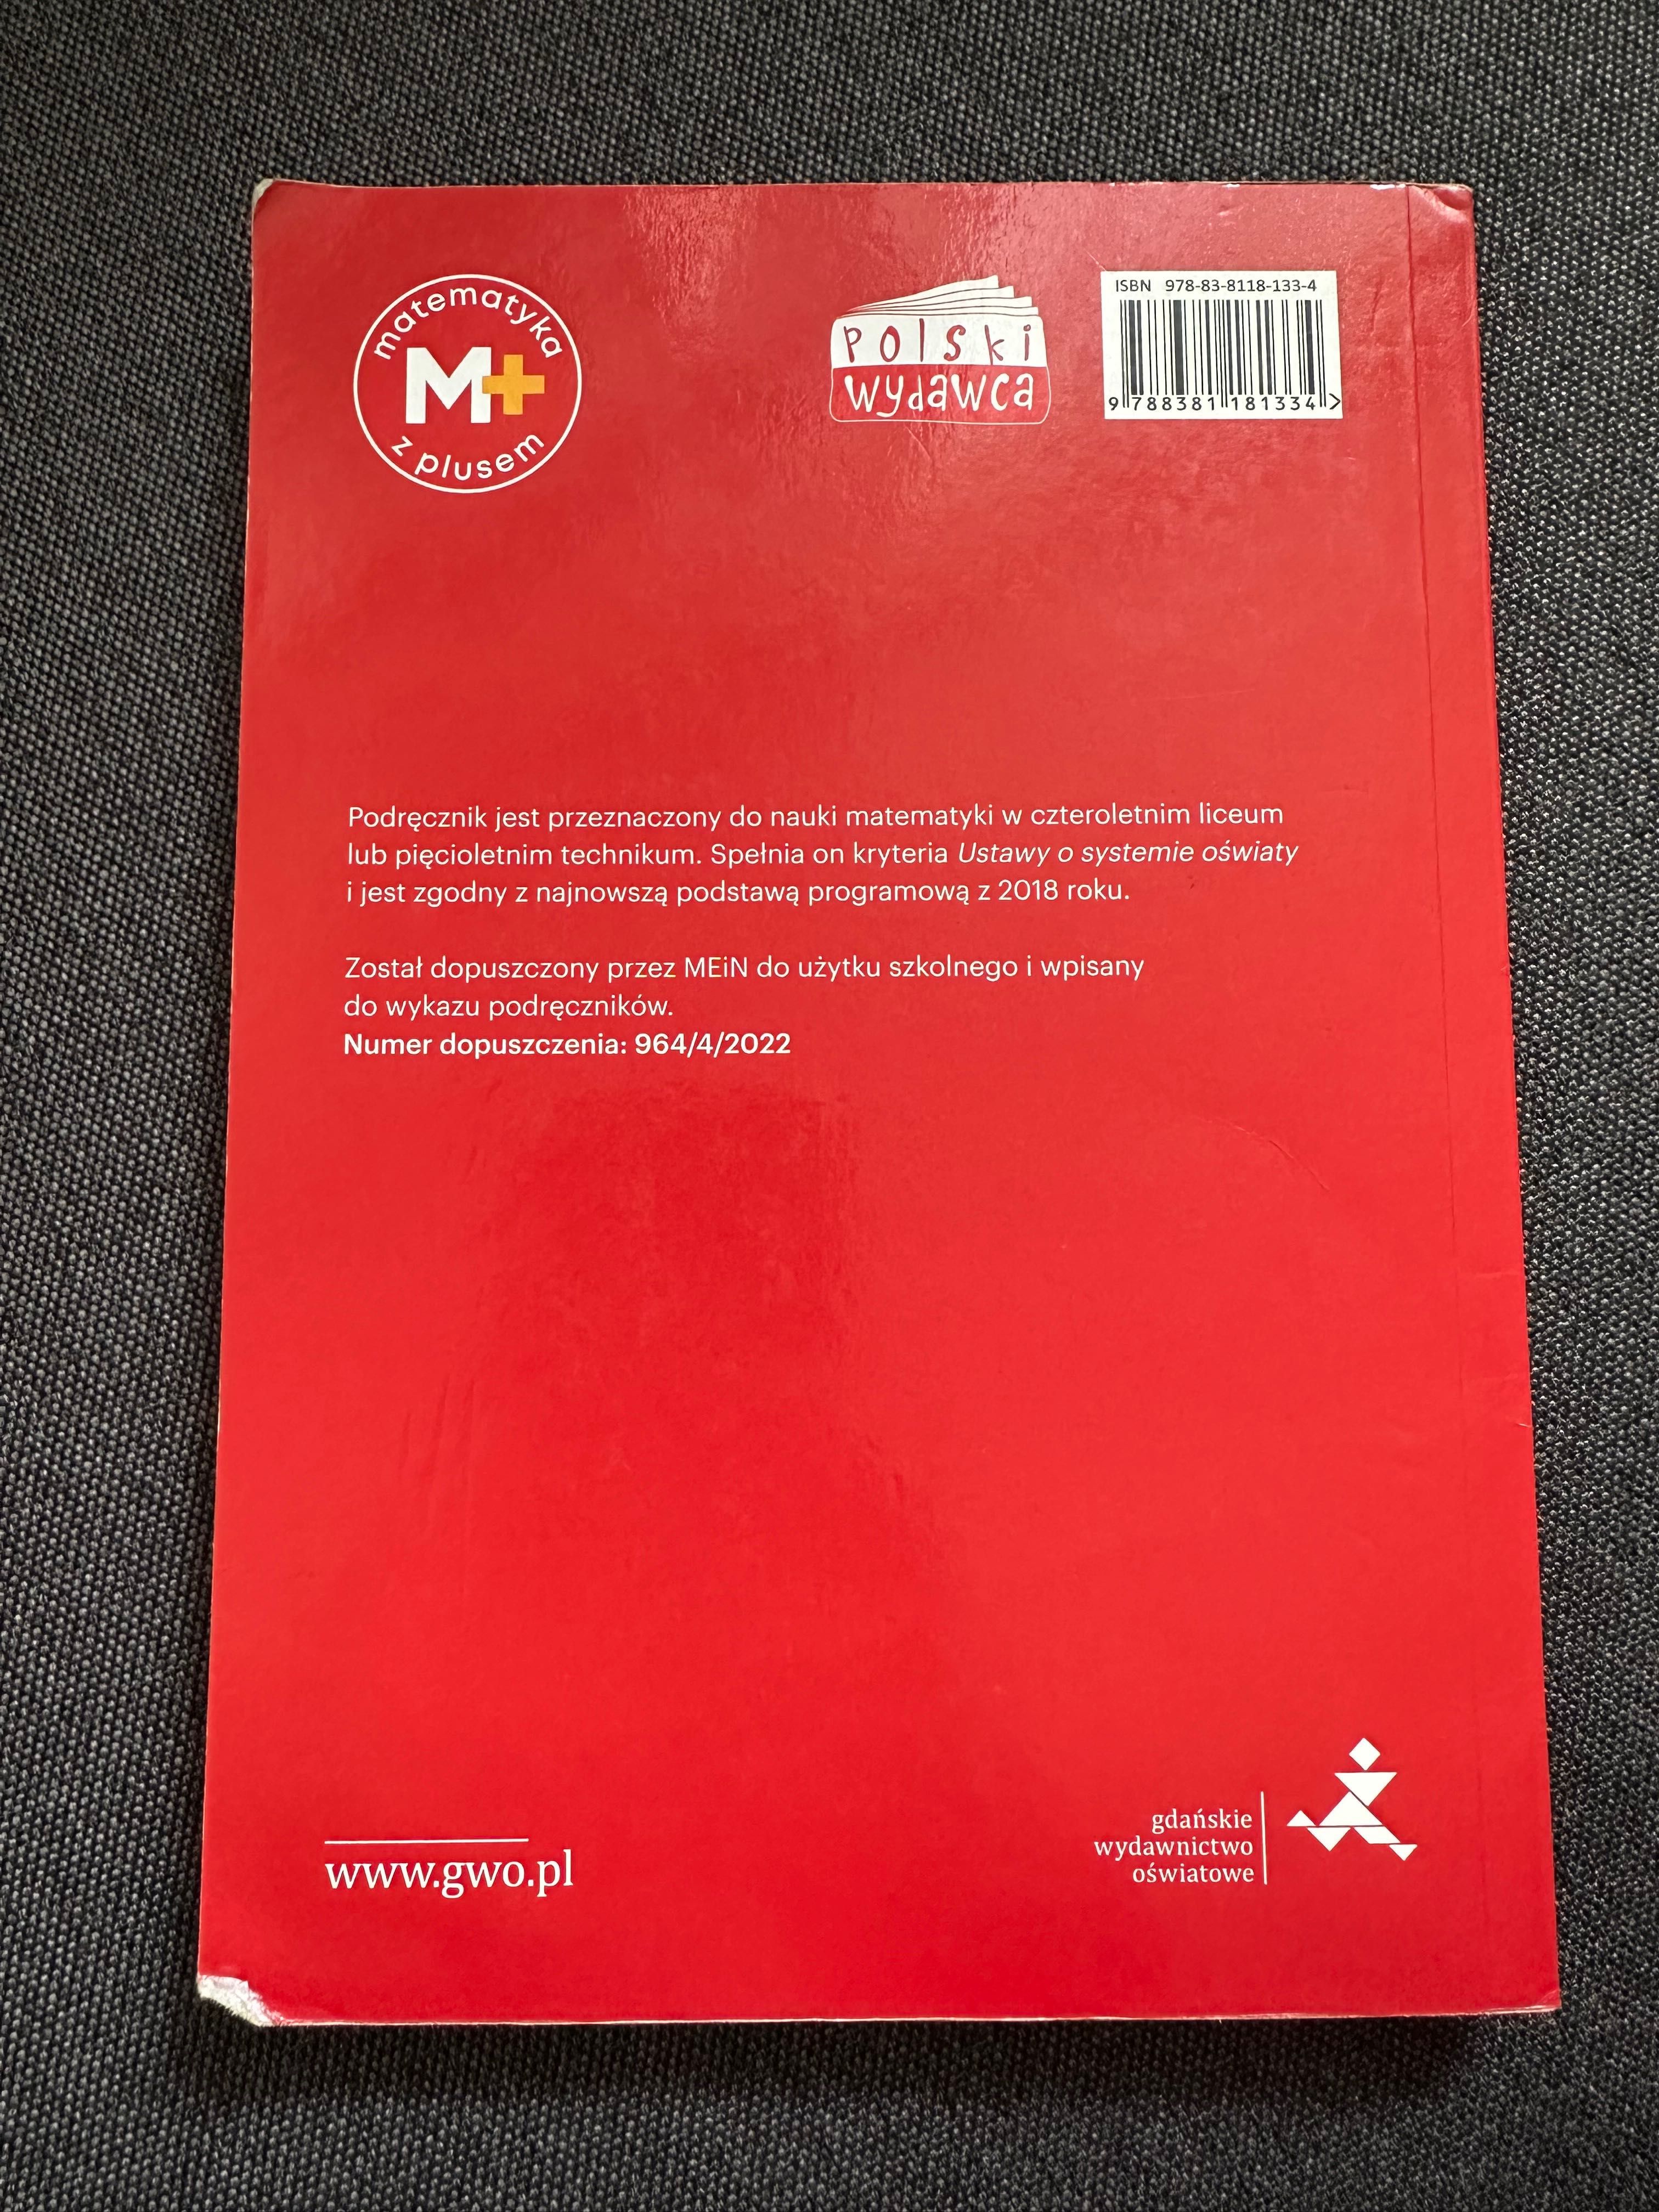 matematyka
M+
z plusem
polski
wydawca
ISBN 978-83-8118-133-4
9 788381 181334 >
Podręcznik jest przeznaczony do nauki matematyki w czteroletnim liceum
lub pięcioletnim technikum. Spełnia on kryteria Ustawy o systemie oświaty
i jest zgodny z najnowszą podstawą programową z 2018 roku.
Został dopuszczony przez MEiN do użytku szkolnego i wpisany
do wykazu podręczników.
Numer dopuszczenia: 964/4/2022
www.gwo.pl
gdańskie
wydawnictwo
oświatowe